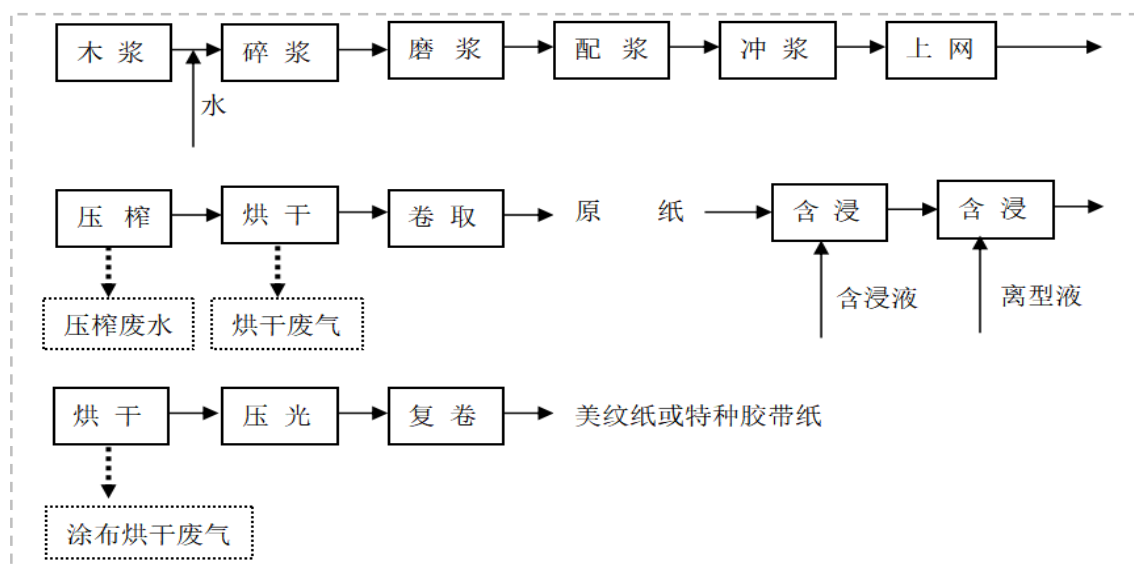 木 浆 碎 浆 磨 浆 配 浆 冲 浆 上 网
水
压 榨 烘 干 卷 取 原 纸 含 浸 含 浸
含浸液 离型液
压榨废水 烘干废气
烘 干 压 光 复 卷 美纹纸或特种胶带纸
涂布烘干废气